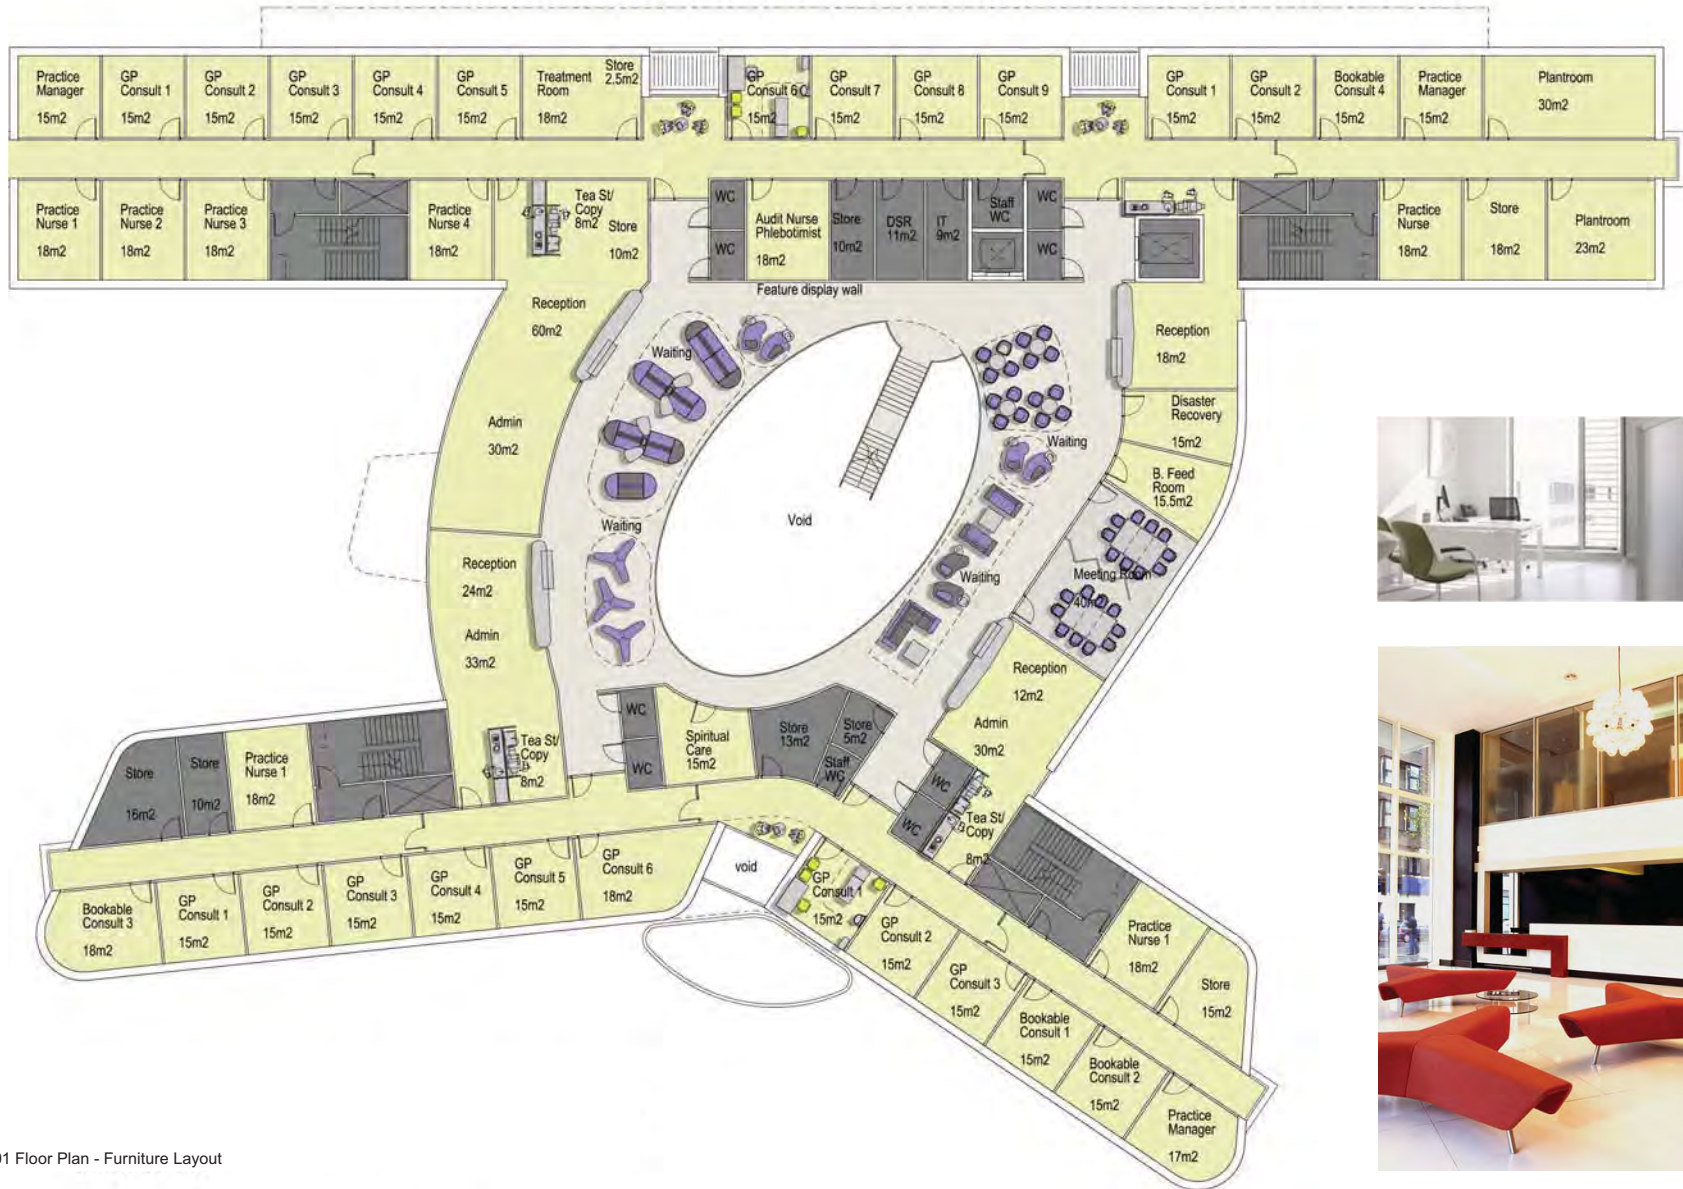 Practice
Manager
15m2
GP
Consult 1
15m2
GP
Consult 2
15m2
GP
Consult 3
15m2
GP
Consult 4
15m2
GP
Consult 5
15m2
Treatment
Room
18m2
Store
2.5m2
GP
Consult 6
15m2
GP
Consult 7
15m2
GP
Consult 8
15m2
GP
Consult 9
15m2
GP
Consult 1
15m2
GP
Consult 2
15m2
Bookable
Consult 4
15m2
Practice
Manager
15m2
Plantroom
30m2
Practice
Nurse 1
18m2
Practice
Nurse 2
18m2
Practice
Nurse 3
18m2
Practice
Nurse 4
18m2
Tea St/
Copy
8m2
Store
10m2
WC
WC
Audit Nurse
Phlebotimist
18m2
Store
10m2
DSR
11m2
IT
9m2
Staff
WC
WC
WC
Practice
Nurse
18m2
Store
18m2
Plantroom
23m2
Feature display wall
Reception
60m2
Waiting
Reception
18m2
Admin
30m2
Disaster
Recovery
15m2
Waiting
B. Feed
Room
15.5m2
Waiting
Void
Reception
24m2
Waiting
Meeting Room
40m2
Admin
33m2
Reception
12m2
WC
WC
Spiritual
Care
15m2
Store
13m2
Store
5m2
Staff
WC
Admin
30m2
Tea St/
Copy
8m2
Store
16m2
Store
10m2
Practice
Nurse 1
18m2
WC
WC
Tea St/
Copy
8m2
void
Bookable
Consult 3
18m2
GP
Consult 1
15m2
GP
Consult 2
15m2
GP
Consult 3
15m2
GP
Consult 4
15m2
GP
Consult 5
15m2
GP
Consult 6
18m2
GP
Consult 1
15m2
GP
Consult 2
15m2
GP
Consult 3
15m2
Bookable
Consult 1
15m2
Bookable
Consult 2
15m2
Practice
Manager
17m2
Practice
Nurse 1
18m2
Store
15m2
01 Floor Plan - Furniture Layout